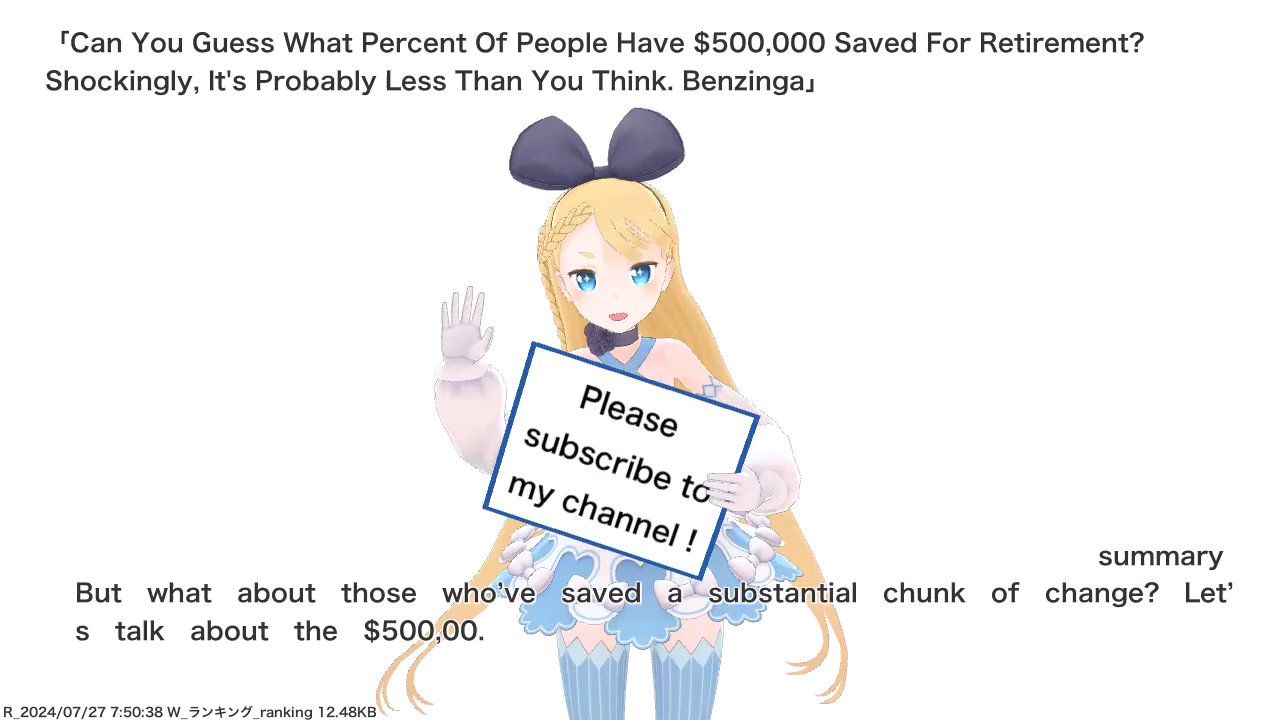 「Can You Guess What Percent Of People Have $500,000 Saved For Retirement?
Shockingly, It's Probably Less Than You Think. Benzinga」
Please
subscribe to
my channel !
summary
But what about those who’ve saved a substantial chunk of change? Let’
s talk about the $500,00.
R_2024/07/27 7:50:38 W_ランキング_ranking 12.48KB